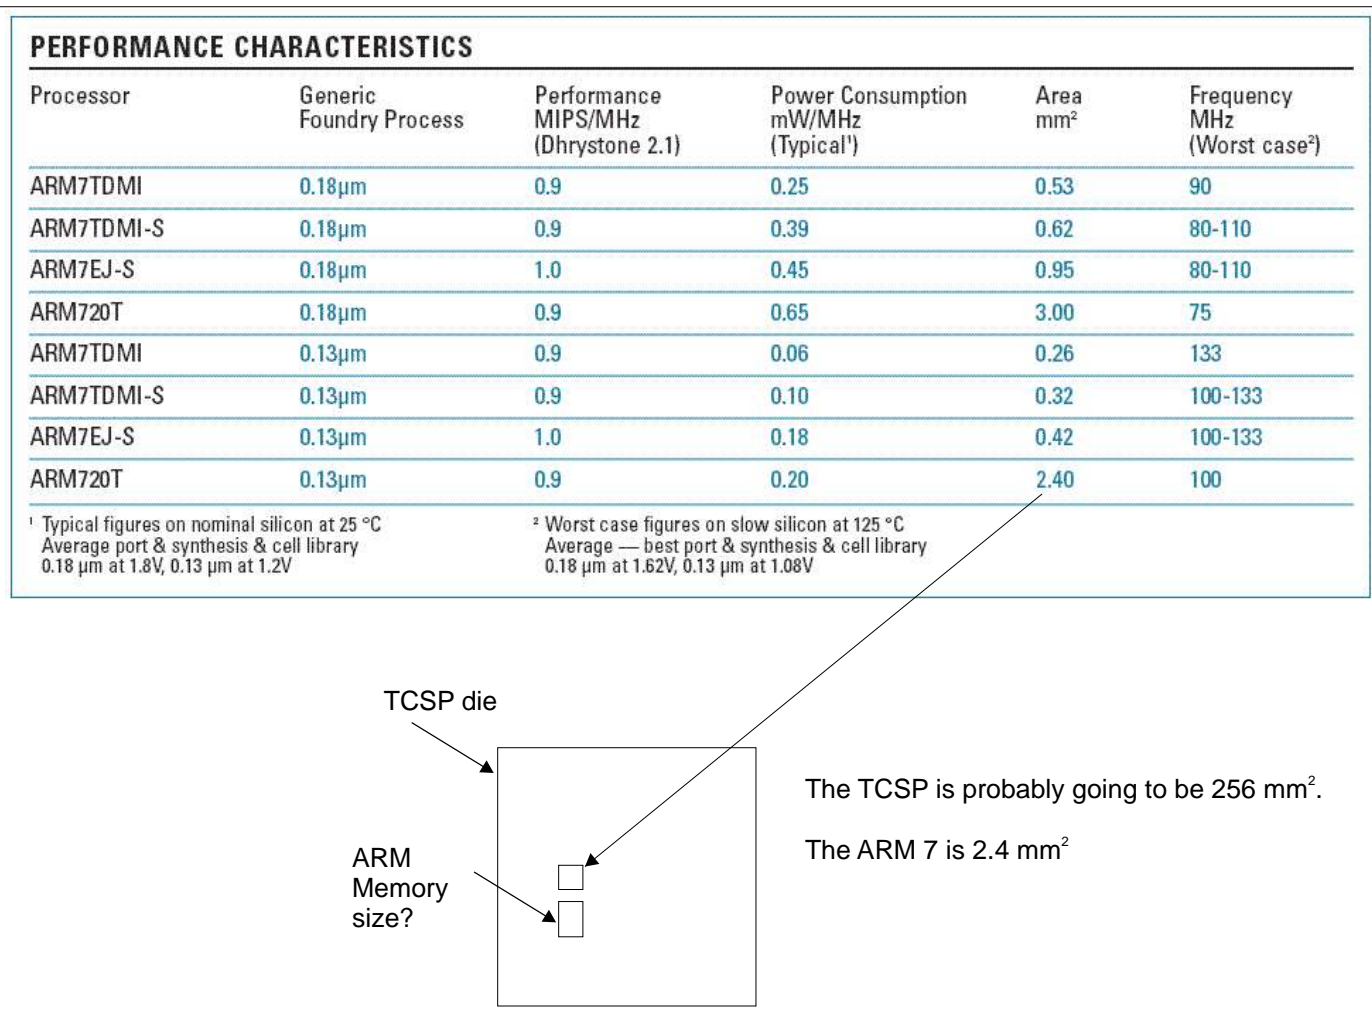 PERFORMANCE CHARACTERISTICS
Processor Generic Foundry Process Performance MIPS/MHz (Dhrystone 2.1) Power Consumption mW/MHz (Typical¹) Area mm² Frequency MHz (Worst case²)
ARM7TDMI 0.18µm 0.9 0.25 0.53 90
ARM7TDMI-S 0.18µm 0.9 0.39 0.62 80-110
ARM7EJ-S 0.18µm 1.0 0.45 0.95 80-110
ARM720T 0.18µm 0.9 0.65 3.00 75
ARM7TDMI 0.13µm 0.9 0.06 0.26 133
ARM7TDMI-S 0.13µm 0.9 0.10 0.32 100-133
ARM7EJ-S 0.13µm 1.0 0.18 0.42 100-133
ARM720T 0.13µm 0.9 0.20 2.40 100
¹ Typical figures on nominal silicon at 25 °C
Average port & synthesis & cell library
0.18 µm at 1.8V, 0.13 µm at 1.2V
² Worst case figures on slow silicon at 125 °C
Average — best port & synthesis & cell library
0.18 µm at 1.62V, 0.13 µm at 1.08V
TCSP die
The TCSP is probably going to be 256 mm².
The ARM 7 is 2.4 mm²
ARM
Memory
size?